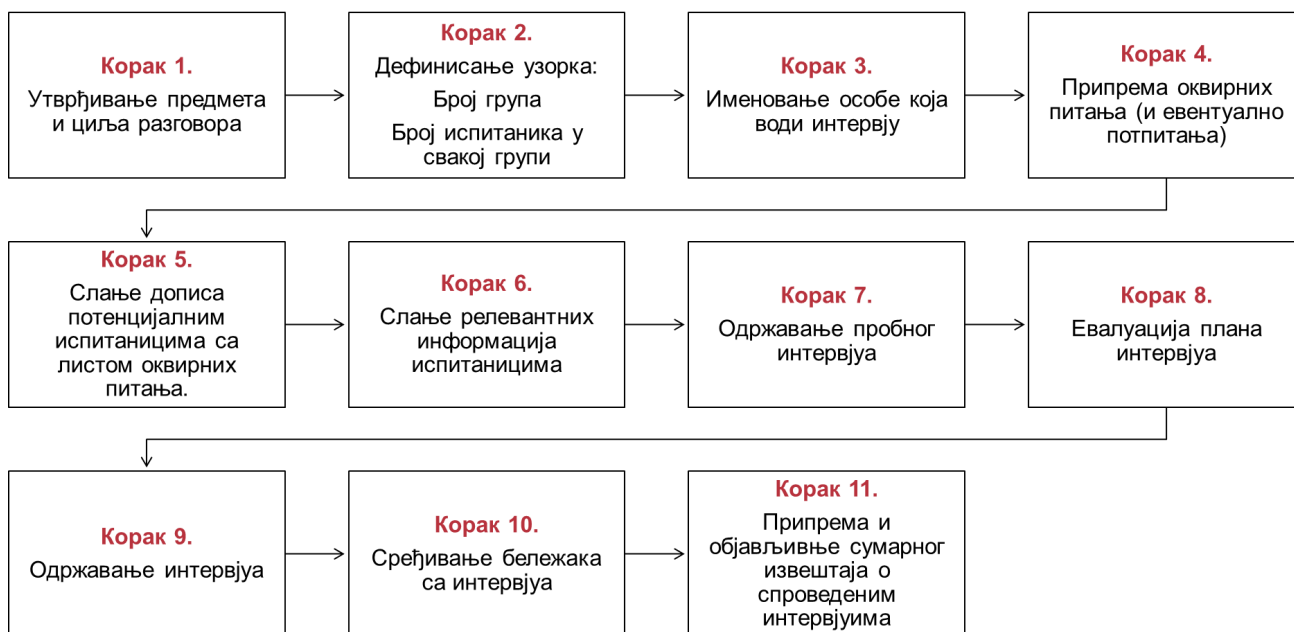 Корак 1.
Утврђивање предмета
и циља разговора
Корак 2.
Дефинисање узорка:
Број група
Број испитаника у
свакој групи
Корак 3.
Именовање особе која
води интервју
Корак 4.
Припрема оквирних
питања (и евентуално
потпитања)
Корак 5.
Слање дописа
потенцијалним
испитаницима са
листом оквирних
питања.
Корак 6.
Слање релевантних
информација
испитаницима
Корак 7.
Одржавање пробног
интервјуа
Корак 8.
Евалуација плана
интервјуа
Корак 9.
Одржавање интервјуа
Корак 10.
Сређивање бележака
са интервјуа
Корак 11.
Припрема и
објављивње сумарног
извештаја о
спроведеним
интервјуима